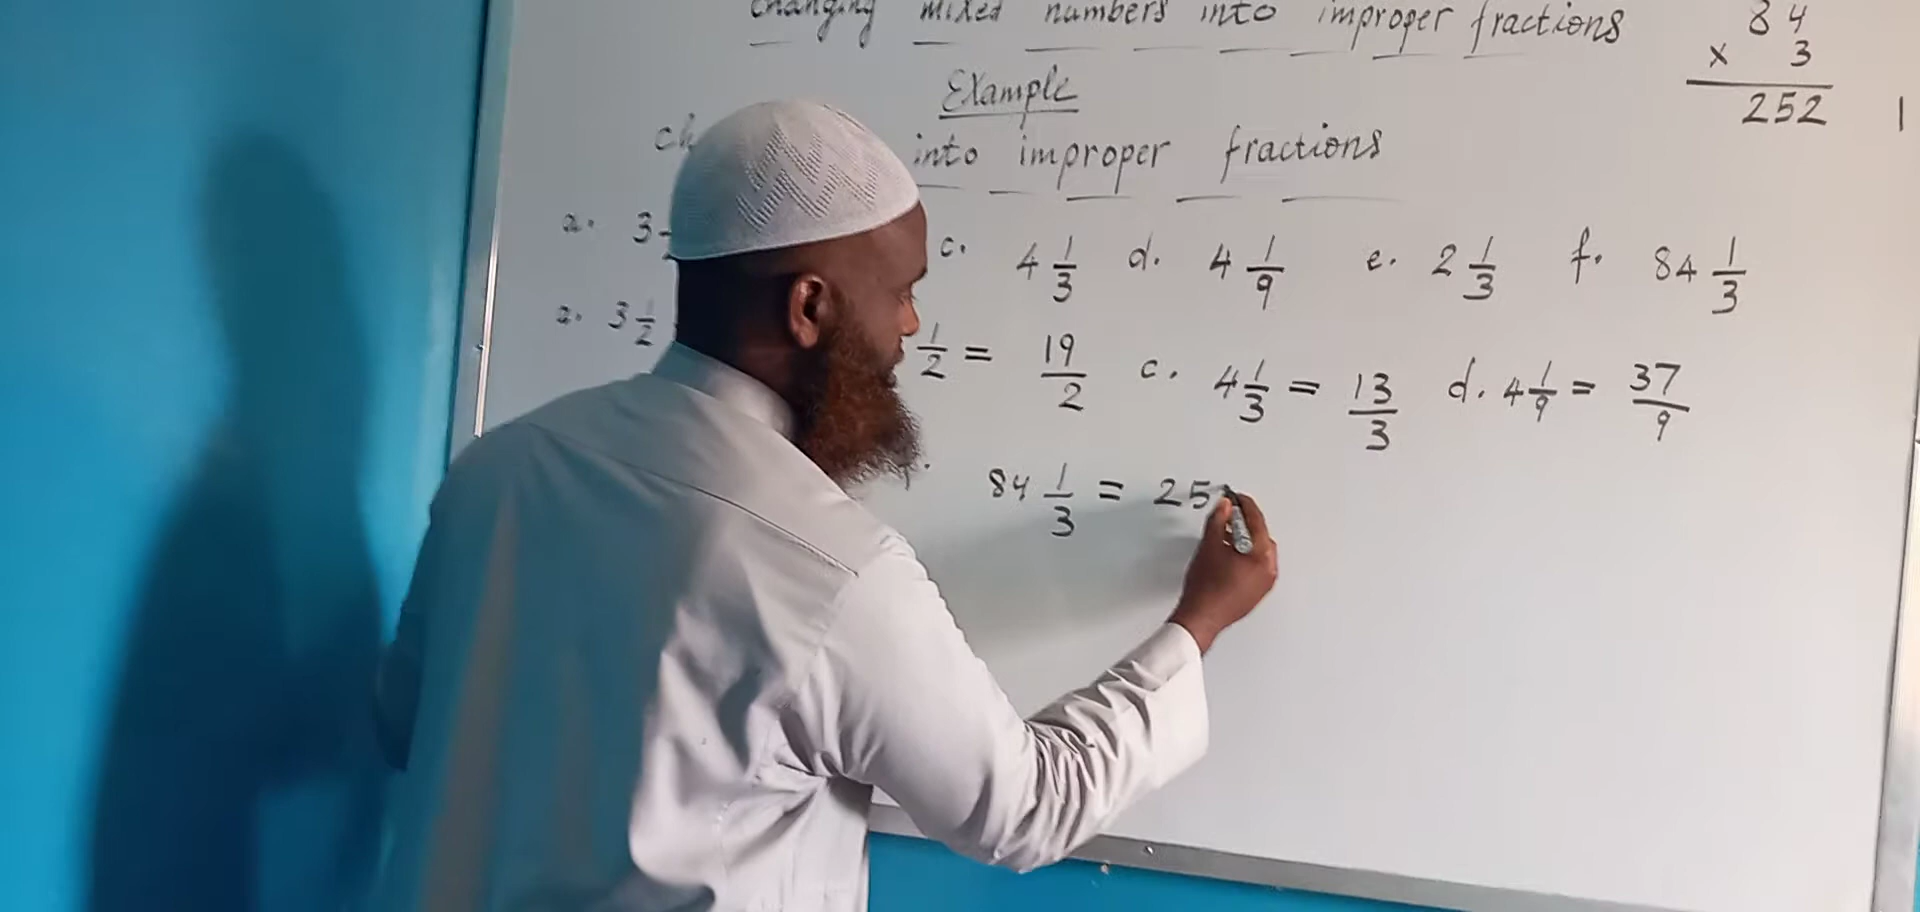 changing mixed numbers into improper fractions
84
× 3
252
1
Example
into improper fractions
a. 3 c. 4 1/3 d. 4 1/9 e. 2 1/3 f. 84 1/3
a. 3 1/2 1/2 = 19/2 c. 4 1/3 = 13/3 d. 4 1/9 = 37/9
84 1/3 = 25